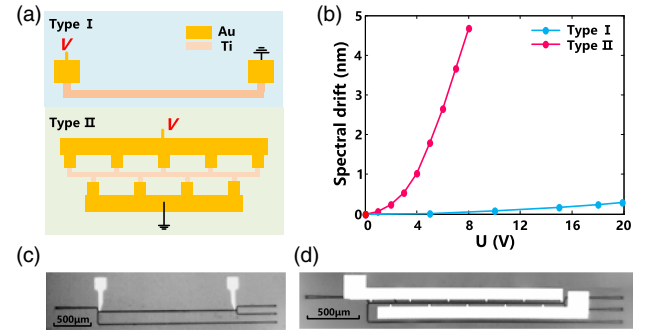 (a)
Type I
V
Au
Ti
Type II
V
(b)
Spectral drift (nm)
5
4
3
2
1
0
Type I
Type II
0 4 8 12 16 20
U (V)
(c)
500μm
(d)
500μm